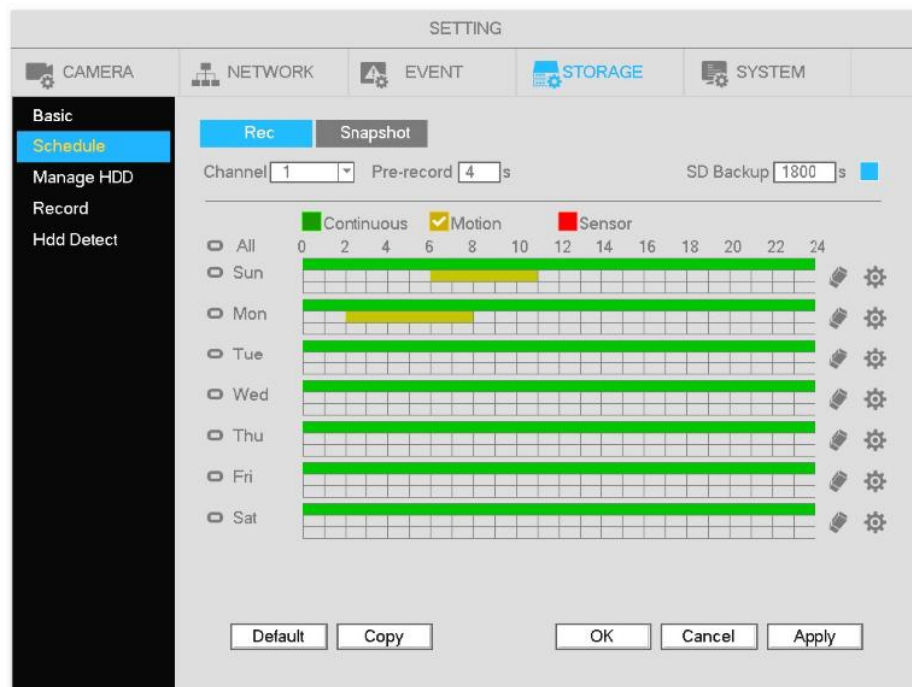 SETTING
CAMERA NETWORK EVENT STORAGE SYSTEM
Basic
Schedule
Manage HDD
Record
Hdd Detect
Rec Snapshot
Channel 1 Pre-record 4 s SD Backup 1800 s
Continuous Motion Sensor
All 0 2 4 6 8 10 12 14 16 18 20 22 24
Sun
Mon
Tue
Wed
Thu
Fri
Sat
Default Copy OK Cancel Apply